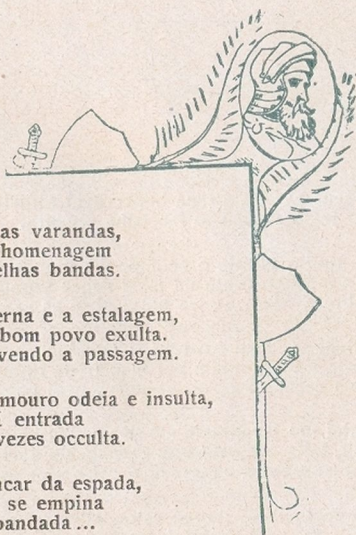 as varandas,
homenagem
elhas bandas.
erna e a estalagem,
bom povo exulta.
vendo a passagem.
mouro odeia e insulta,
entrada
vezes occulta.
car da espada,
se empina
bandada...